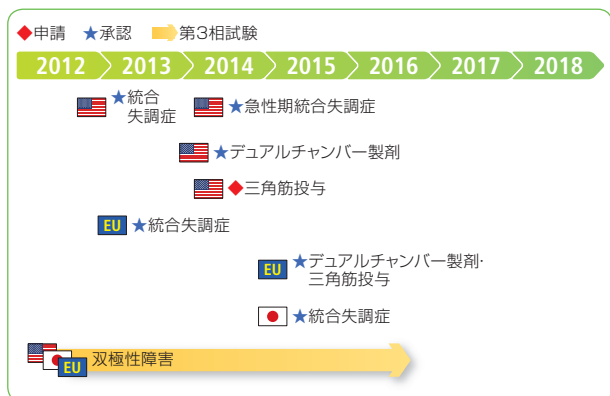 ◆申請 ★承認 第3相試験
2012 2013 2014 2015 2016 2017 2018
★統合
失調症
★急性期統合失調症
★デュアルチャンバー製剤
◆三角筋投与
EU ★統合失調症
EU ★デュアルチャンバー製剤・
三角筋投与
★統合失調症
EU 双極性障害